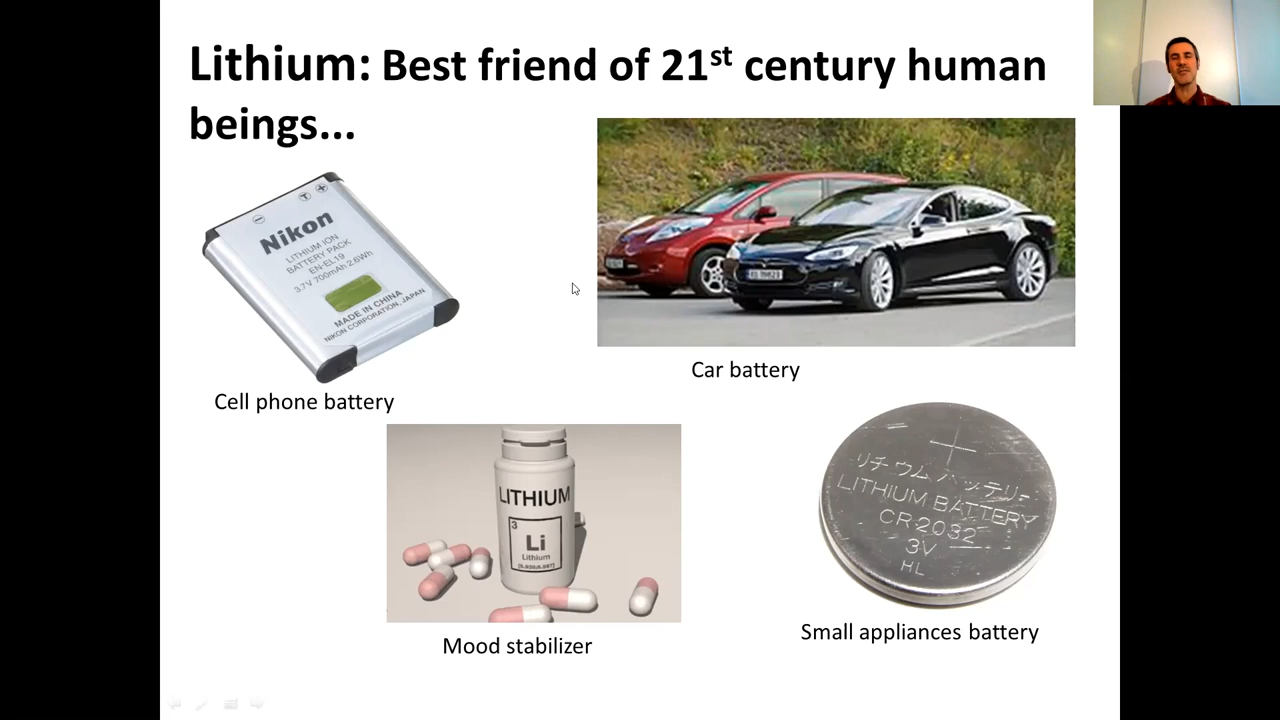 Lithium: Best friend of 21st century human
beings...
Nikon
LITHIUM ION
BATTERY PACK
EN-EL19
3.7V 700mAh 2.6Wh
MADE IN CHINA
NIKON CORPORATION, JAPAN
Cell phone battery
Car battery
LITHIUM
3
Li
Lithium
Mood stabilizer
リチウムバッテリー
LITHIUM BATTERY
CR2032
3V
HL
Small appliances battery